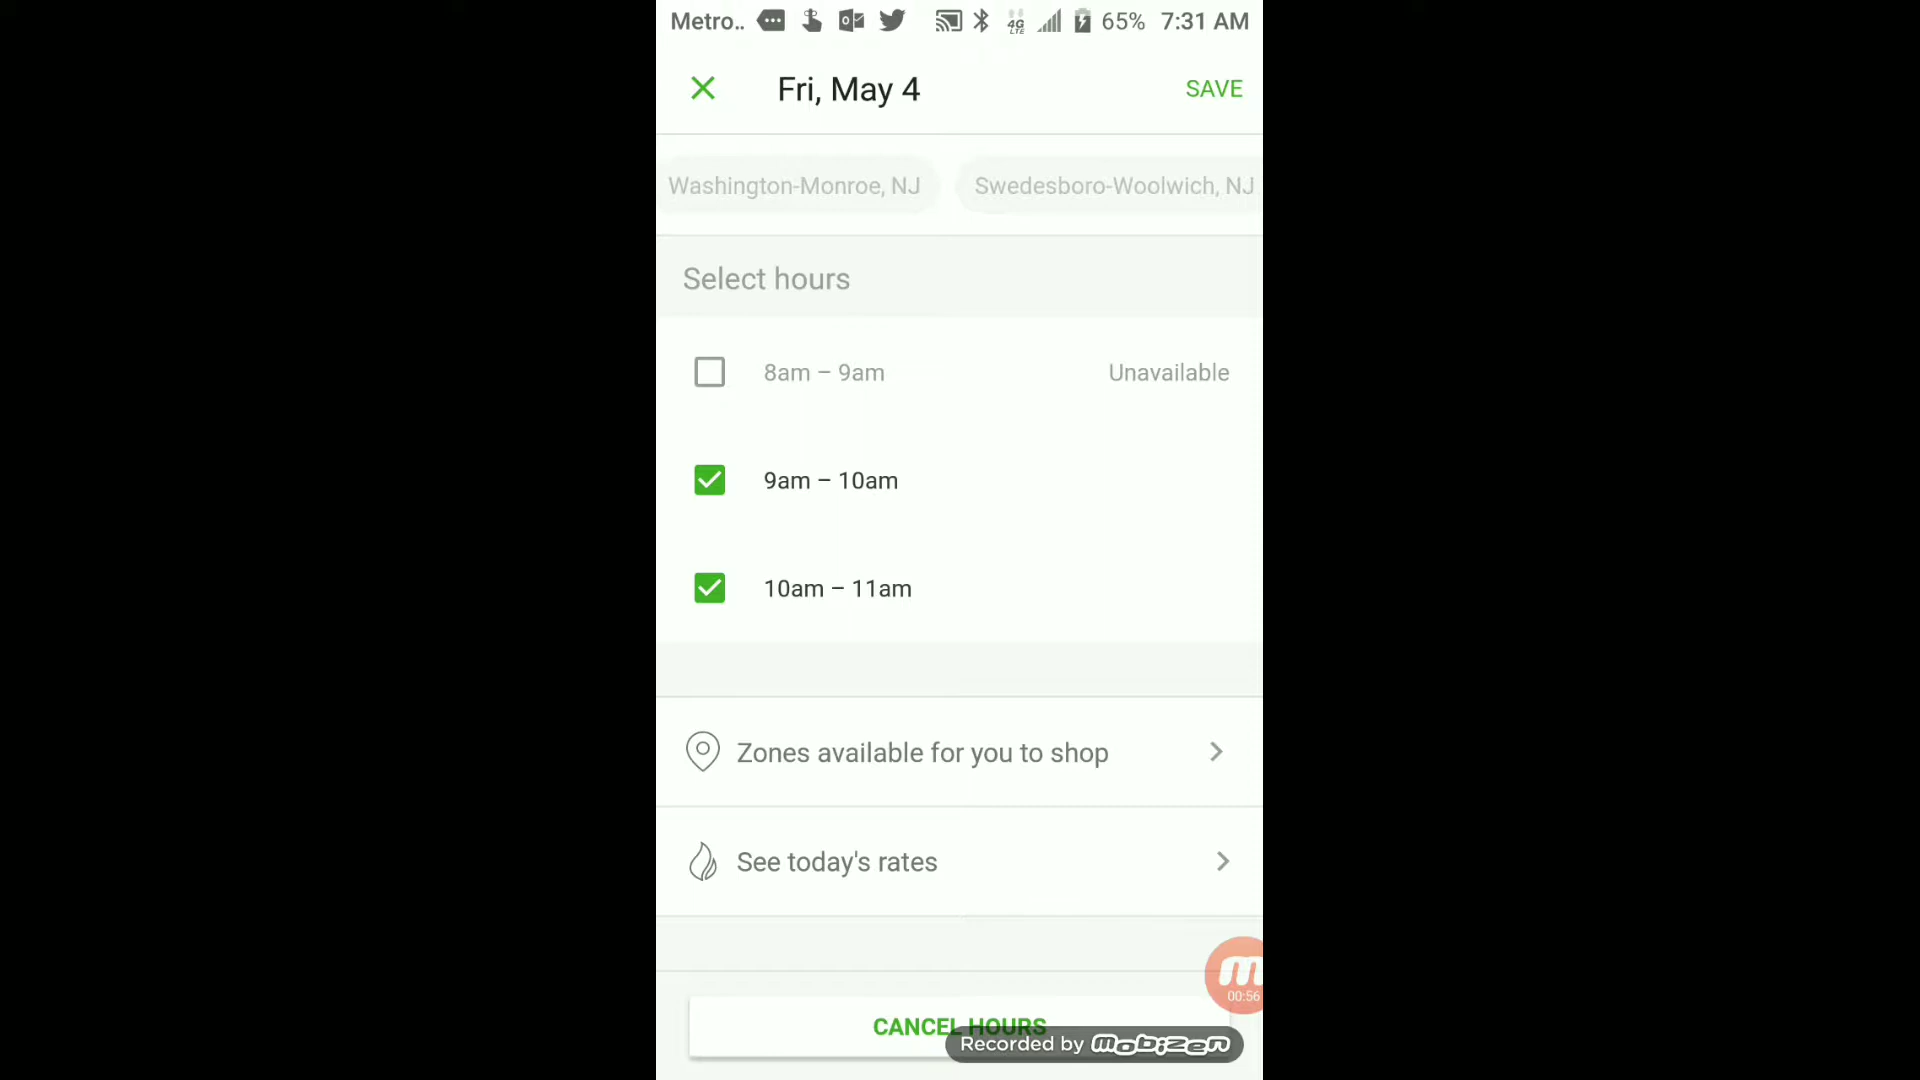 Metro.. 4G LTE 65% 7:31 AM
Fri, May 4 SAVE
Washington-Monroe, NJ Swedesboro-Woolwich, NJ
Select hours
8am – 9am Unavailable
9am – 10am
10am – 11am
Zones available for you to shop
See today's rates
00:56
CANCEL HOURS
Recorded by mobizen